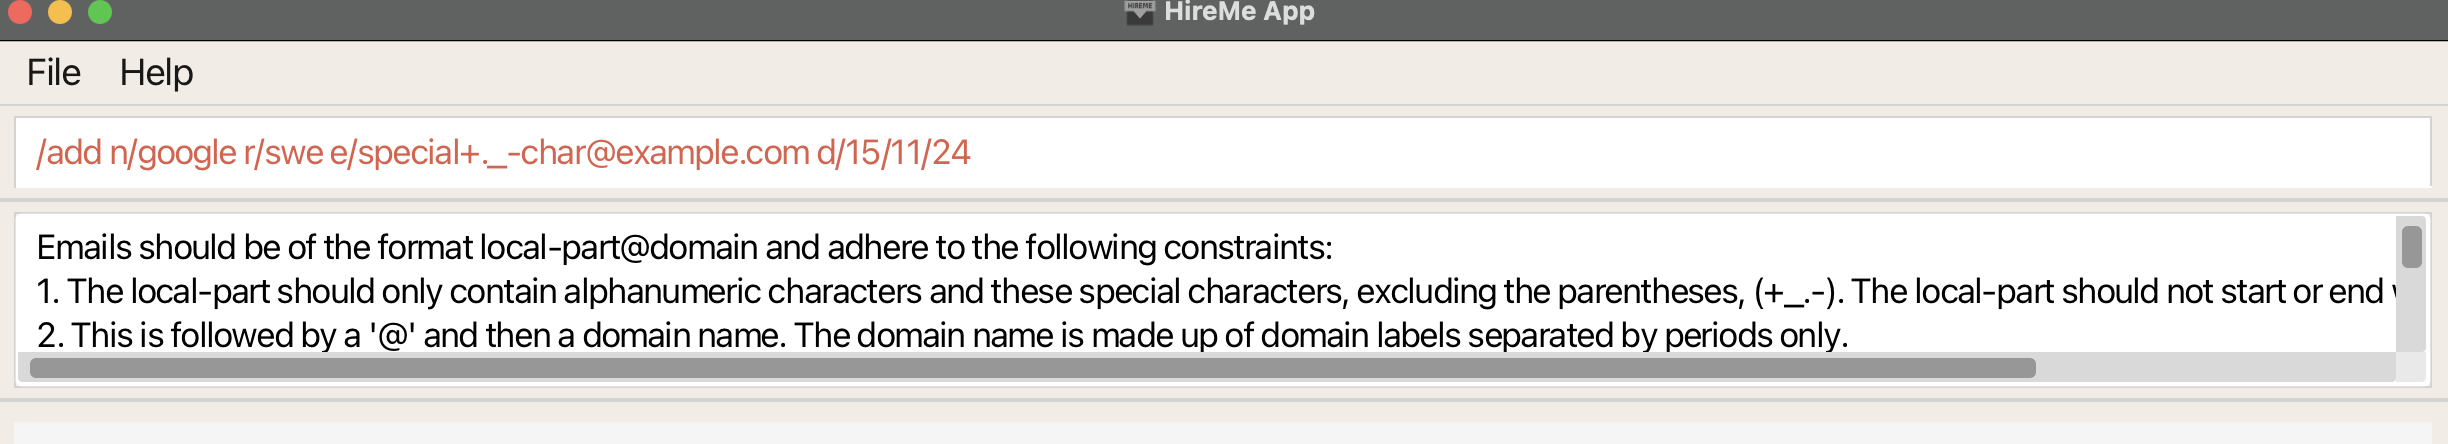 HIREME HireMe App
File Help
/add n/google r/swe e/special+._-char@example.com d/15/11/24
Emails should be of the format local-part@domain and adhere to the following constraints:
1. The local-part should only contain alphanumeric characters and these special characters, excluding the parentheses, (+_.-). The local-part should not start or end
2. This is followed by a '@' and then a domain name. The domain name is made up of domain labels separated by periods only.